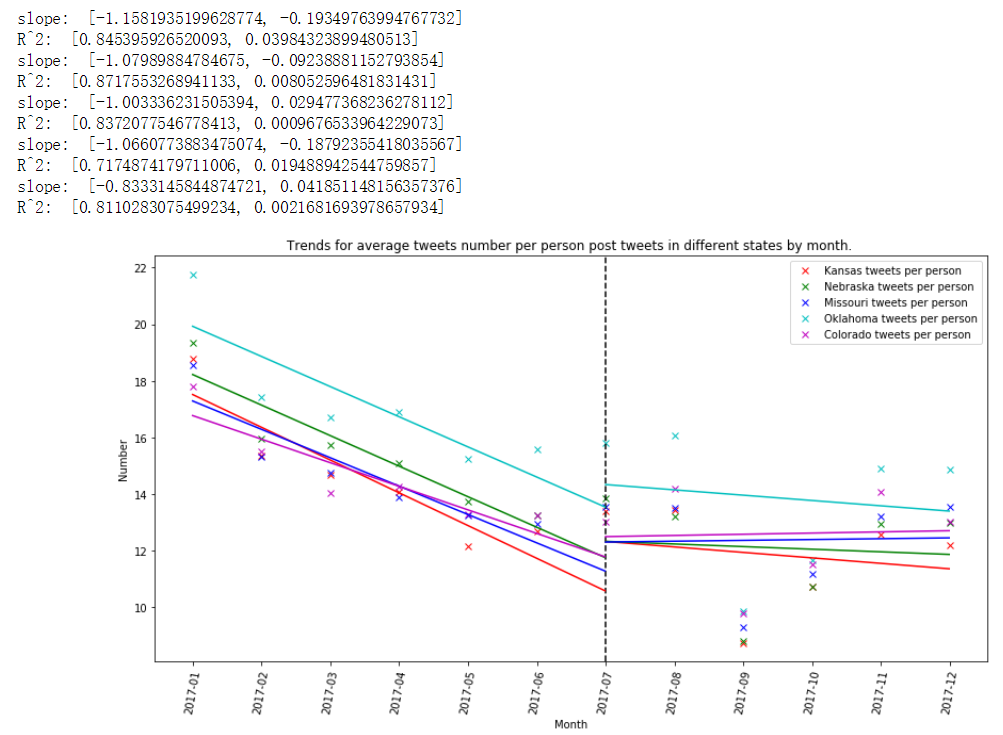 slope:  [-1.1581935199628774, -0.19349763994767732]
R^2:  [0.845395926520093, 0.03984323899480513]
slope:  [-1.07989884784675, -0.09238881152793854]
R^2:  [0.8717553268941133, 0.008052596481831431]
slope:  [-1.003336231505394, 0.029477368236278112]
R^2:  [0.8372077546778413, 0.0009676533964229073]
slope:  [-1.0660773883475074, -0.18792355418035567]
R^2:  [0.7174874179711006, 0.019488942544759857]
slope:  [-0.8333145844874721, 0.041851148156357376]
R^2:  [0.8110283075499234, 0.0021681693978657934]
Trends for average tweets number per person post tweets in different states by month.
Kansas tweets per person
Nebraska tweets per person
Missouri tweets per person
Oklahoma tweets per person
Colorado tweets per person
22
20
18
16
14
12
10
Number
2017-01
2017-02
2017-03
2017-04
2017-05
2017-06
2017-07
2017-08
2017-09
2017-10
2017-11
2017-12
Month